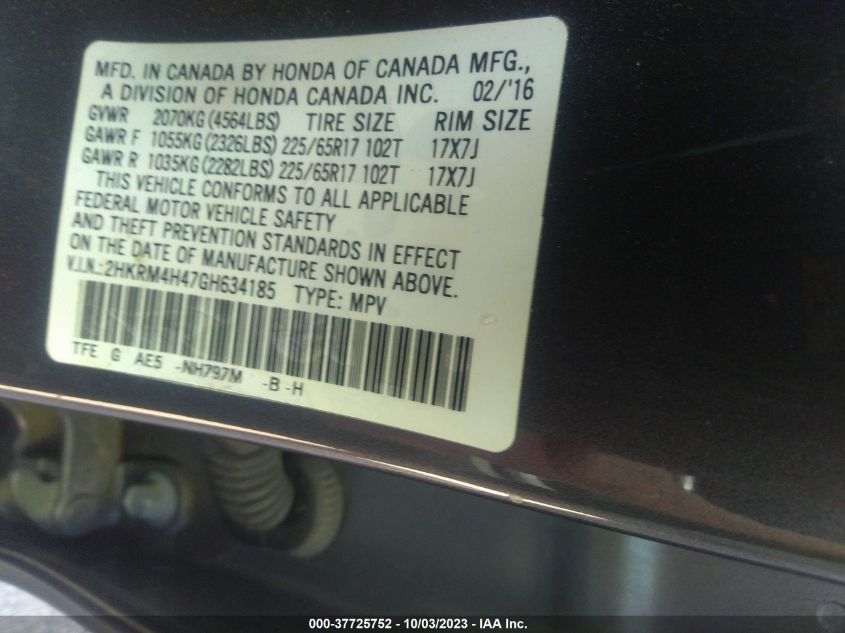 MFD. IN CANADA BY HONDA OF CANADA MFG.,
A DIVISION OF HONDA CANADA INC. 02/'16
GVWR 2070KG (4564LBS) TIRE SIZE RIM SIZE
GAWR F 1055KG (2326LBS) 225/65R17 102T 17X7J
GAWR R 1035KG (2282LBS) 225/65R17 102T 17X7J
THIS VEHICLE CONFORMS TO ALL APPLICABLE
FEDERAL MOTOR VEHICLE SAFETY
AND THEFT PREVENTION STANDARDS IN EFFECT
ON THE DATE OF MANUFACTURE SHOWN ABOVE.
V.I.N.: 2HKRM4H47GH634185 TYPE: MPV
TFE G AE5 -NH797M -B -H
000-37725752 - 10/03/2023 - IAA Inc.